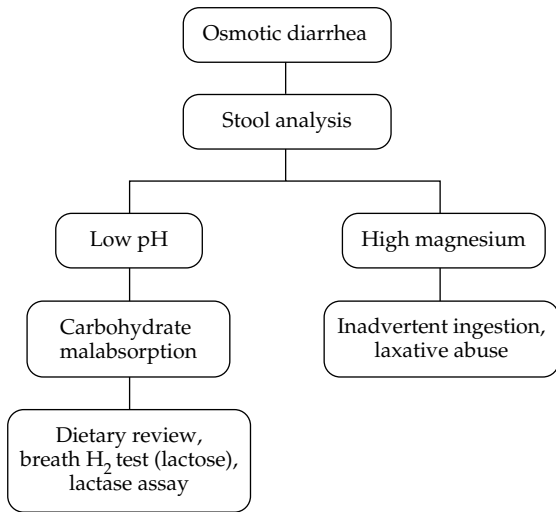 Osmotic diarrhea
Stool analysis
Low pH
High magnesium
Carbohydrate
malabsorption
Inadvertent ingestion,
laxative abuse
Dietary review,
breath H₂ test (lactose),
lactase assay